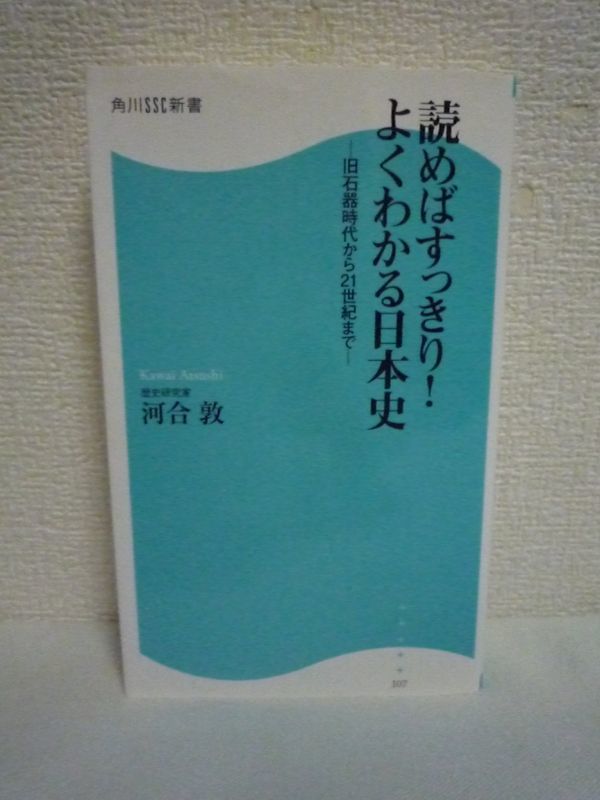 角川SSC新書
読めばすっきり!
よくわかる日本史
―旧石器時代から21世紀まで―
Kawai Atsushi
歴史研究家
河合 敦
107